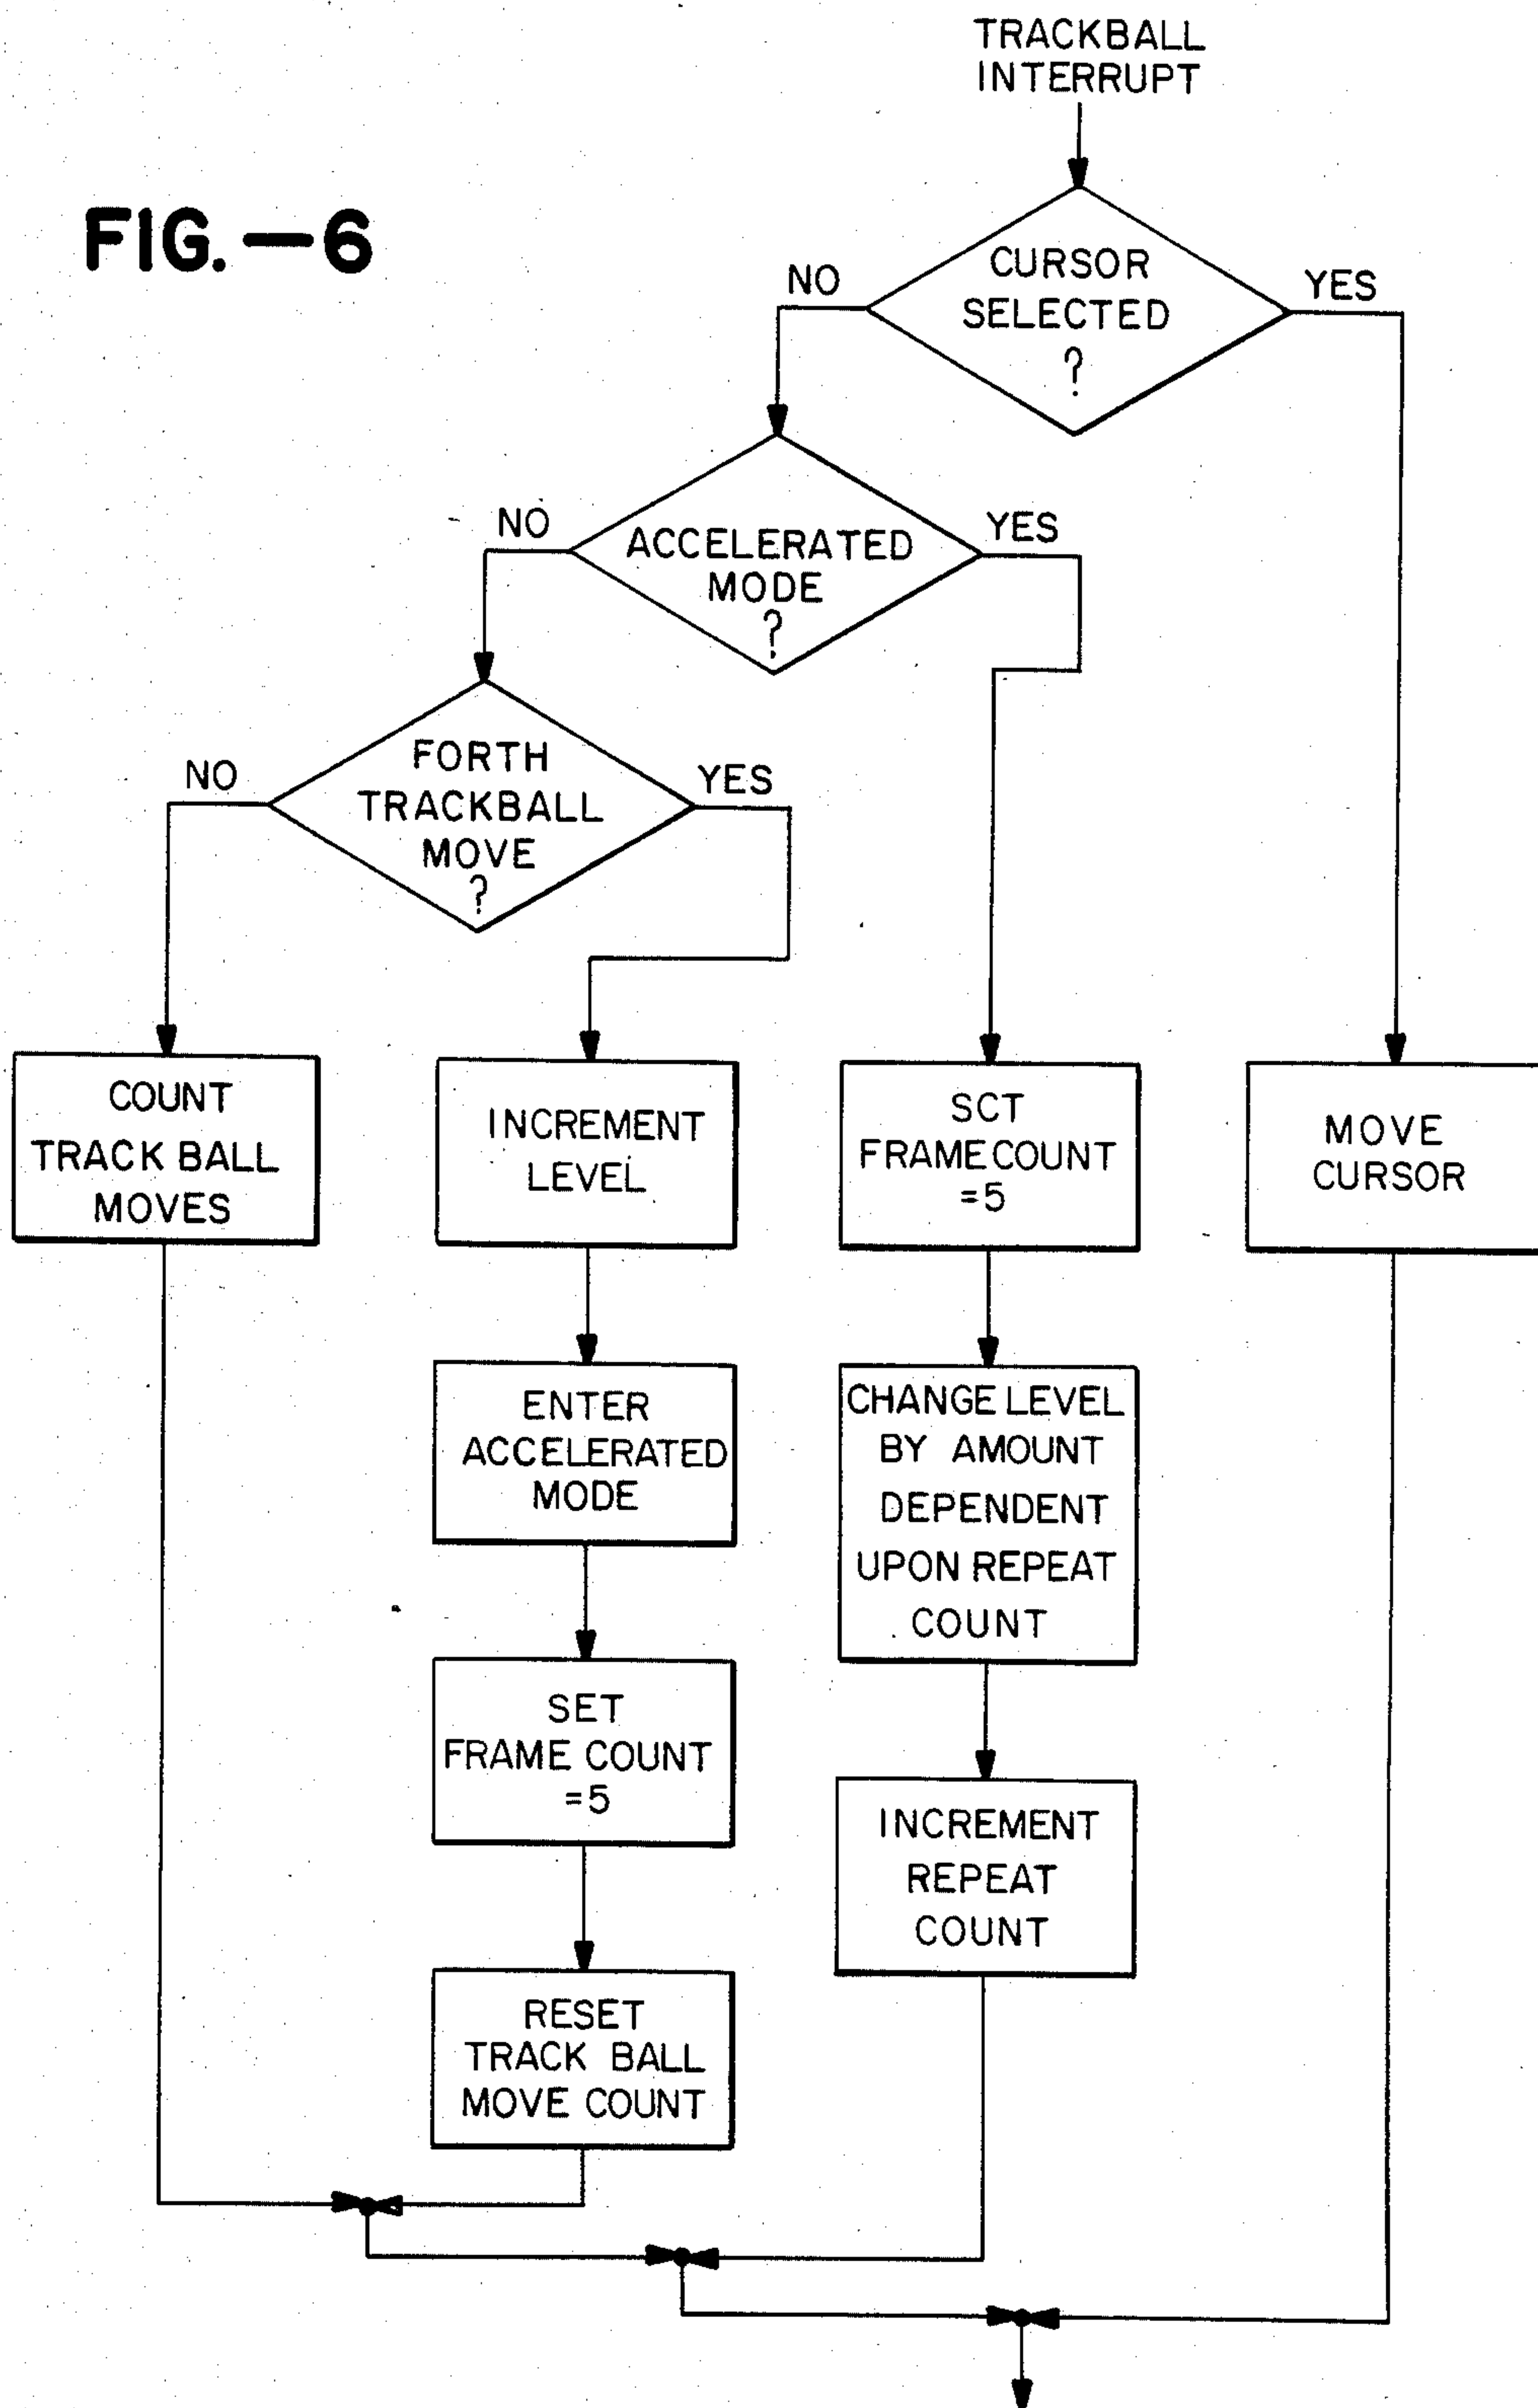 TRACKBALL
INTERRUPT
FIG.—6
CURSOR
SELECTED
?
NO
YES
ACCELERATED
MODE
?
NO
YES
FORTH
TRACKBALL
MOVE
?
NO
YES
COUNT
TRACK BALL
MOVES
INCREMENT
LEVEL
SCT
FRAME COUNT
=5
MOVE
CURSOR
ENTER
ACCELERATED
MODE
CHANGE LEVEL
BY AMOUNT
DEPENDENT
UPON REPEAT
COUNT
SET
FRAME COUNT
=5
INCREMENT
REPEAT
COUNT
RESET
TRACK BALL
MOVE COUNT